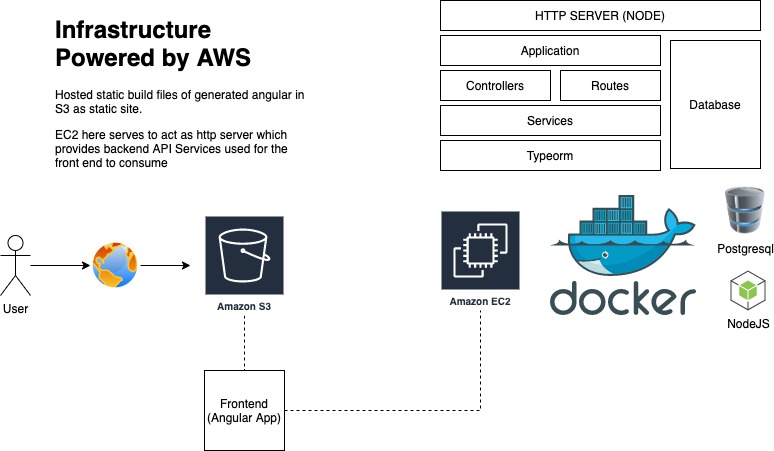 Infrastructure
Powered by AWS
Hosted static build files of generated angular in
S3 as static site.
EC2 here serves to act as http server which
provides backend API Services used for the
front end to consume
HTTP SERVER (NODE)
Application
Controllers
Routes
Services
Typeorm
Database
User
Amazon S3
Amazon EC2
docker
Postgresql
NodeJS
Frontend
(Angular App)